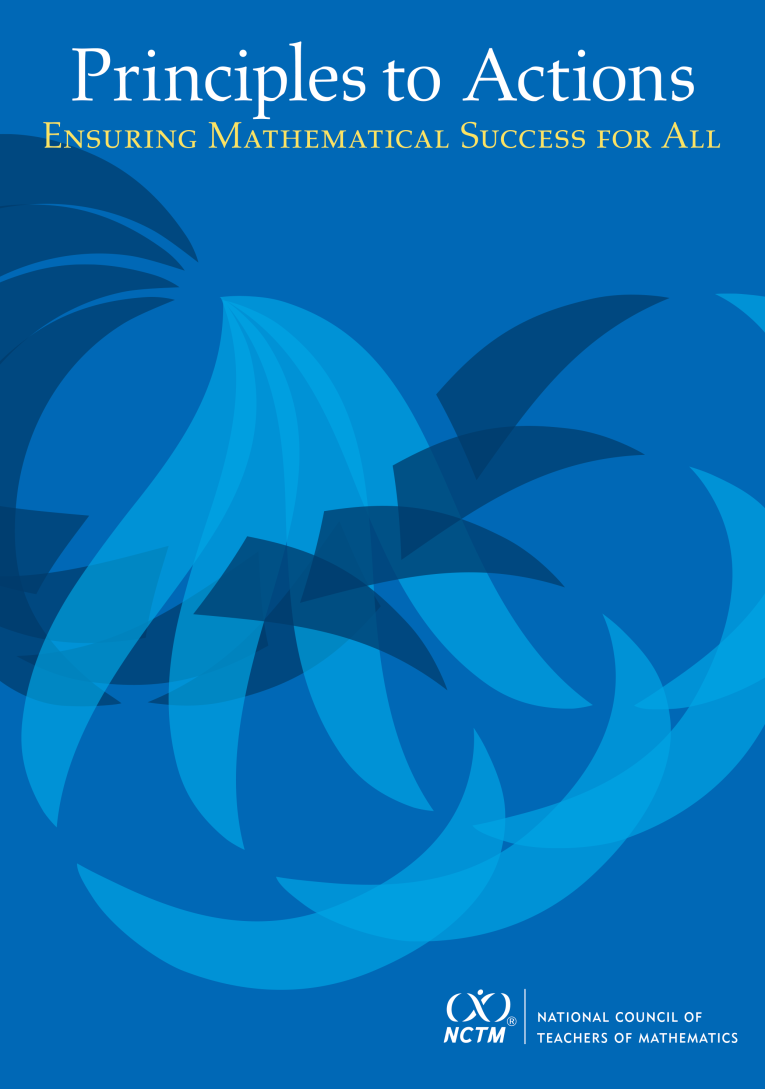 Principles to Actions
Ensuring Mathematical Success for All
NCTM®
NATIONAL COUNCIL OF
TEACHERS OF MATHEMATICS